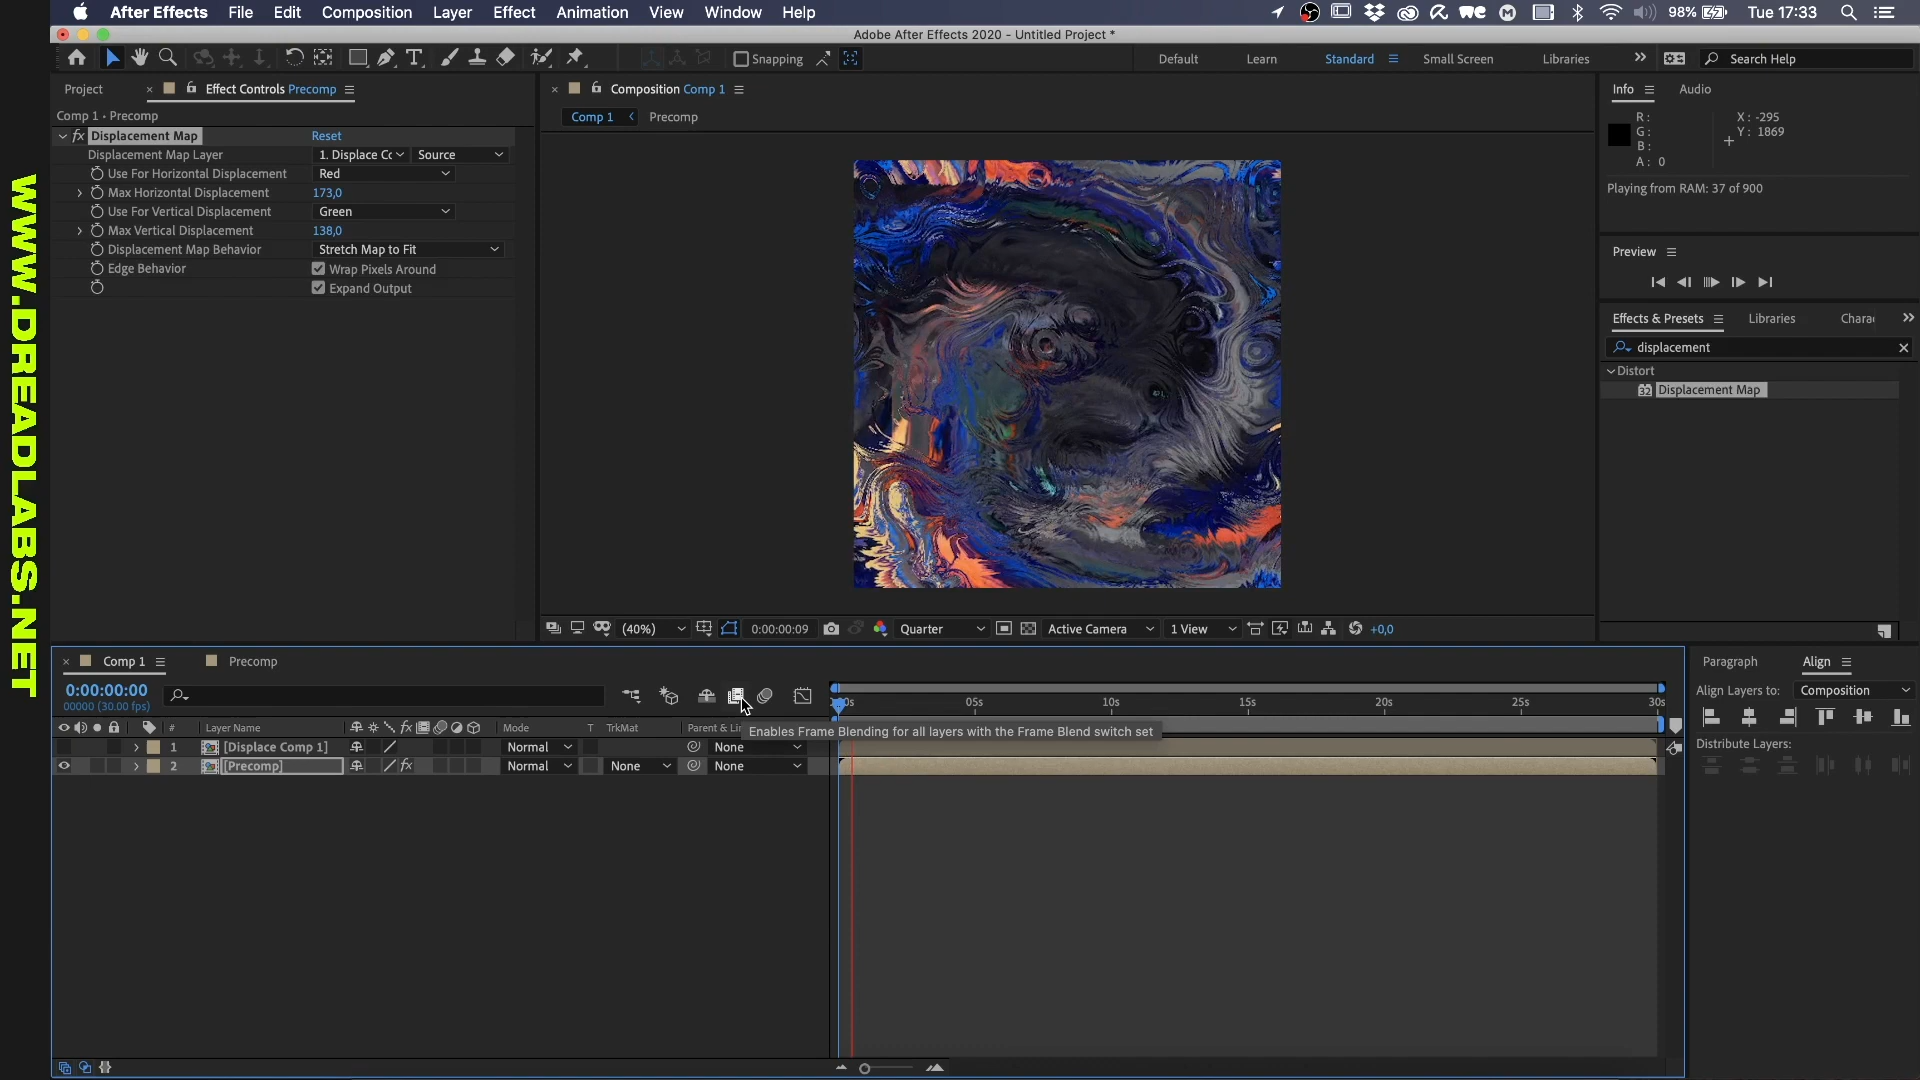 After Effects File Edit Composition Layer Effect Animation View Window Help 98% Tue 17:33
Adobe After Effects 2020 - Untitled Project *
Snapping Default Learn Standard Small Screen Libraries Search Help
Project Effect Controls Precomp
Comp 1 • Precomp
fx Displacement Map Reset
Displacement Map Layer 1. Displace Cc Source
Use For Horizontal Displacement Red
Max Horizontal Displacement 173,0
Use For Vertical Displacement Green
Max Vertical Displacement 138,0
Displacement Map Behavior Stretch Map to Fit
Edge Behavior Wrap Pixels Around
Expand Output
Composition Comp 1
Comp 1 Precomp
(40%) 0:00:00:09 Quarter Active Camera 1 View +0,0
Info Audio
R: X: -295
G: Y: 1869
B:
A: 0
Playing from RAM: 37 of 900
Preview
Effects & Presets Libraries Charac
displacement
Distort
32 Displacement Map
WWW.DREADLABS.NET
Comp 1 Precomp
0:00:00:00
00000 (30.00 fps)
05s 10s 15s 20s 25s 30s
# Layer Name fx Mode T TrkMat Parent & Lin
Enables Frame Blending for all layers with the Frame Blend switch set
1 [Displace Comp 1] Normal None
2 [Precomp] fx Normal None None
Paragraph Align
Align Layers to: Composition
Distribute Layers: